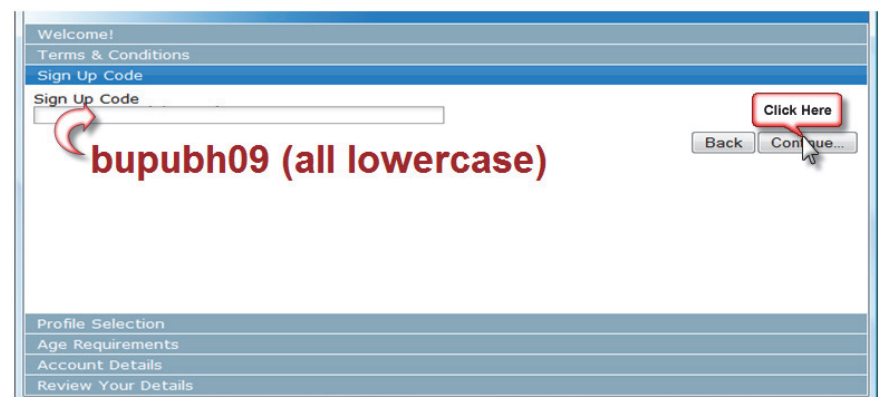 Welcome!
Terms & Conditions
Sign Up Code
Sign Up Code
Click Here
Back Continue...
bupubh09 (all lowercase)
Profile Selection
Age Requirements
Account Details
Review Your Details